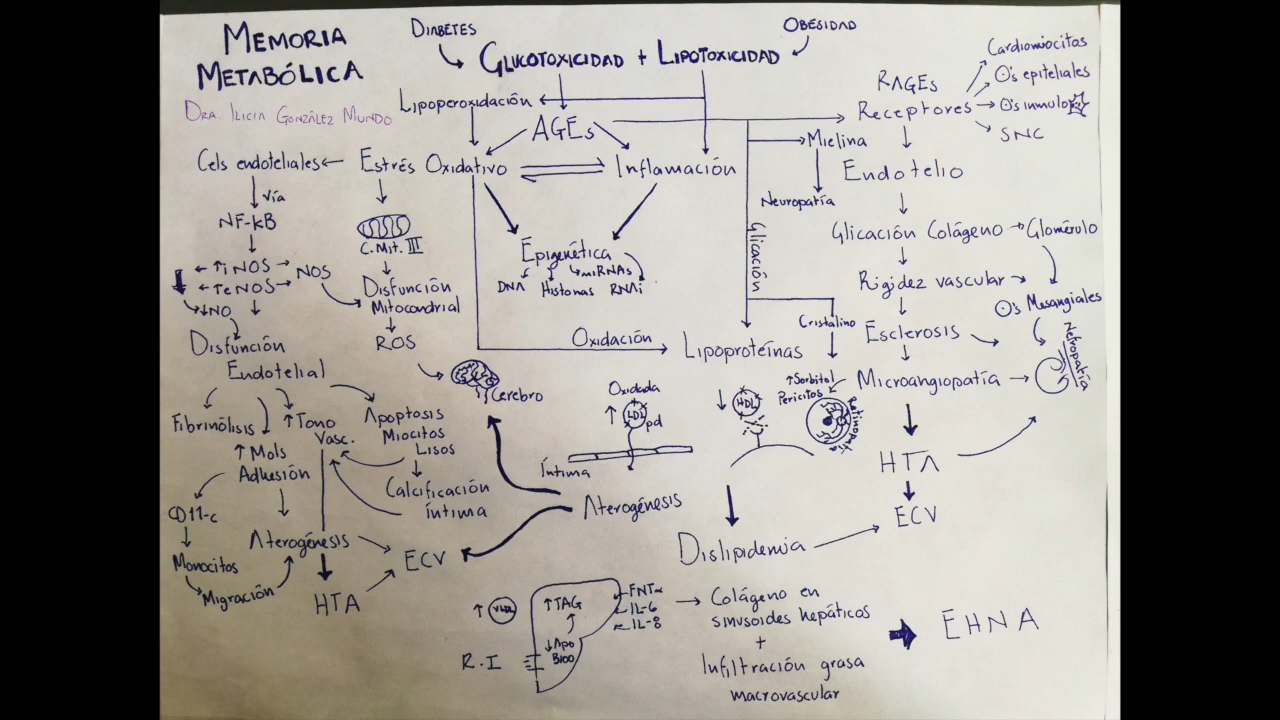 MEMORIA
METABÓLICA
DRA. ILICIA GONZÁLEZ MUNDO
DIABETES
OBESIDAD
GLUCOTOXICIDAD + LIPOTOXICIDAD
Lipoperoxidación
AGEs
RAGEs
Receptores
Cardiomiocitos
O's epiteliales
O's inmulo
SNC
Cels endoteliales
Estrés Oxidativo
Inflamación
Mielina
Neuropatía
Endotelio
vía
NF-kB
C. Mit. III
Epigenética
DNA
Histonas
miRNAs
RNAi
Glicación
Glicación Colágeno
Glomérulo
↑iNOS
↑eNOS
NOS
↓NO
Disfunción
Mitocondrial
ROS
Rigidez vascular
O's Mesangiales
Disfunción
Endotelial
Oxidación
Lipoproteínas
Cristalino
Esclerosis
Nefropatía
Cerebro
Oxidada
↑ LDL pd
↓ HDL
↑Sorbitol
Pericitos
Retinopatía
Microangiopatía
Fibrinólisis
↑Tono
Vasc.
Apoptosis
Miocitos
Lisos
↑Mols
Adhesión
Calcificación
íntima
Íntima
Aterogénesis
HTA
ECV
CD11-c
Monocitos
Migración
Aterogénesis
ECV
HTA
Dislipidemia
↑ VLDL
↑TAG
↓Apo
B100
R.I
FNTα
IL-6
IL-8
Colágeno en
sinusoides hepáticos
+
Infiltración grasa
macrovascular
EHNA